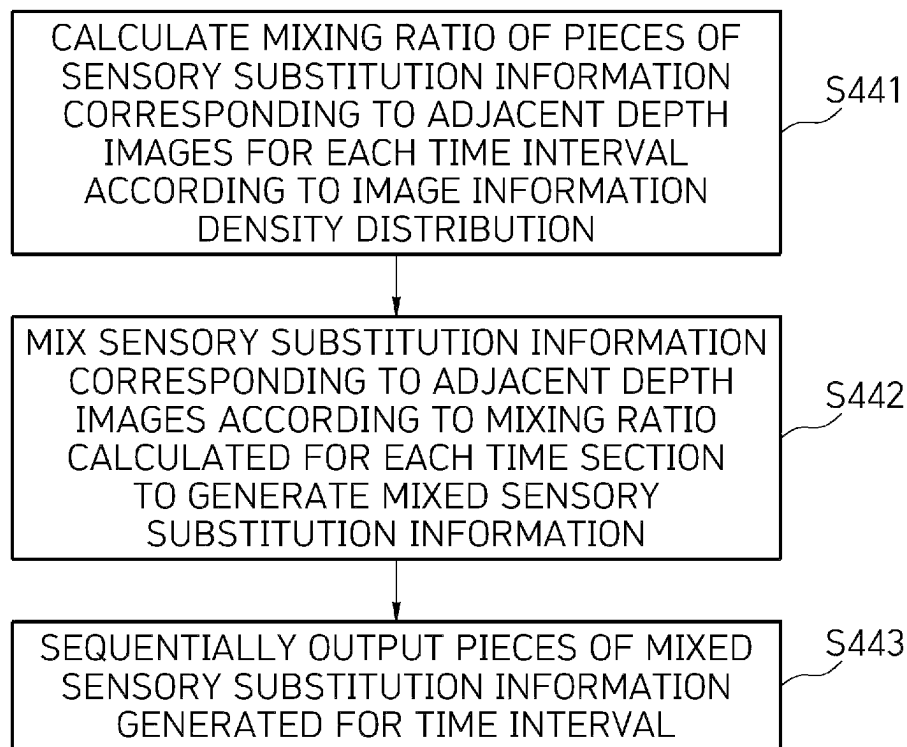 CALCULATE MIXING RATIO OF PIECES OF
SENSORY SUBSTITUTION INFORMATION
CORRESPONDING TO ADJACENT DEPTH
IMAGES FOR EACH TIME INTERVAL
ACCORDING TO IMAGE INFORMATION
DENSITY DISTRIBUTION
S441
MIX SENSORY SUBSTITUTION INFORMATION
CORRESPONDING TO ADJACENT DEPTH
IMAGES ACCORDING TO MIXING RATIO
CALCULATED FOR EACH TIME SECTION
TO GENERATE MIXED SENSORY
SUBSTITUTION INFORMATION
S442
SEQUENTIALLY OUTPUT PIECES OF MIXED
SENSORY SUBSTITUTION INFORMATION
GENERATED FOR TIME INTERVAL
S443